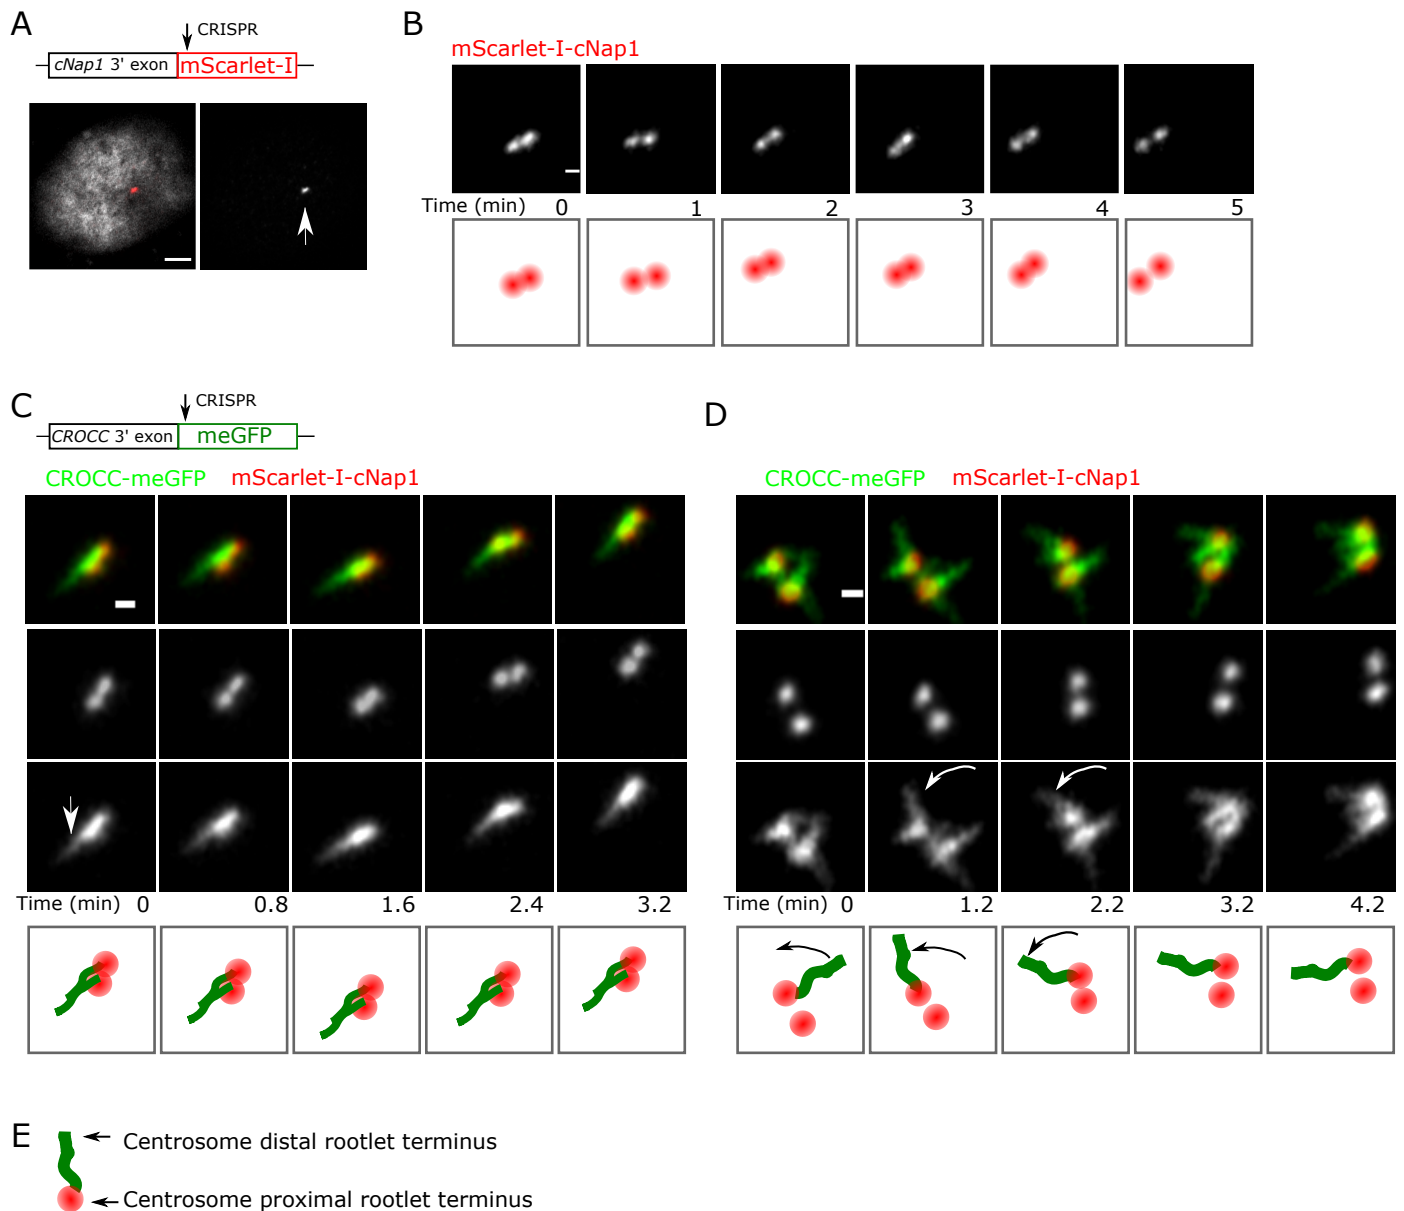 A
CRISPR
cNap1 3' exon mScarlet-I
B
mScarlet-I-cNap1
Time (min) 0 1 2 3 4 5
C
CRISPR
CROCC 3' exon meGFP
CROCC-meGFP mScarlet-I-cNap1
Time (min) 0 0.8 1.6 2.4 3.2
D
CROCC-meGFP mScarlet-I-cNap1
Time (min) 0 1.2 2.2 3.2 4.2
E
Centrosome distal rootlet terminus
Centrosome proximal rootlet terminus